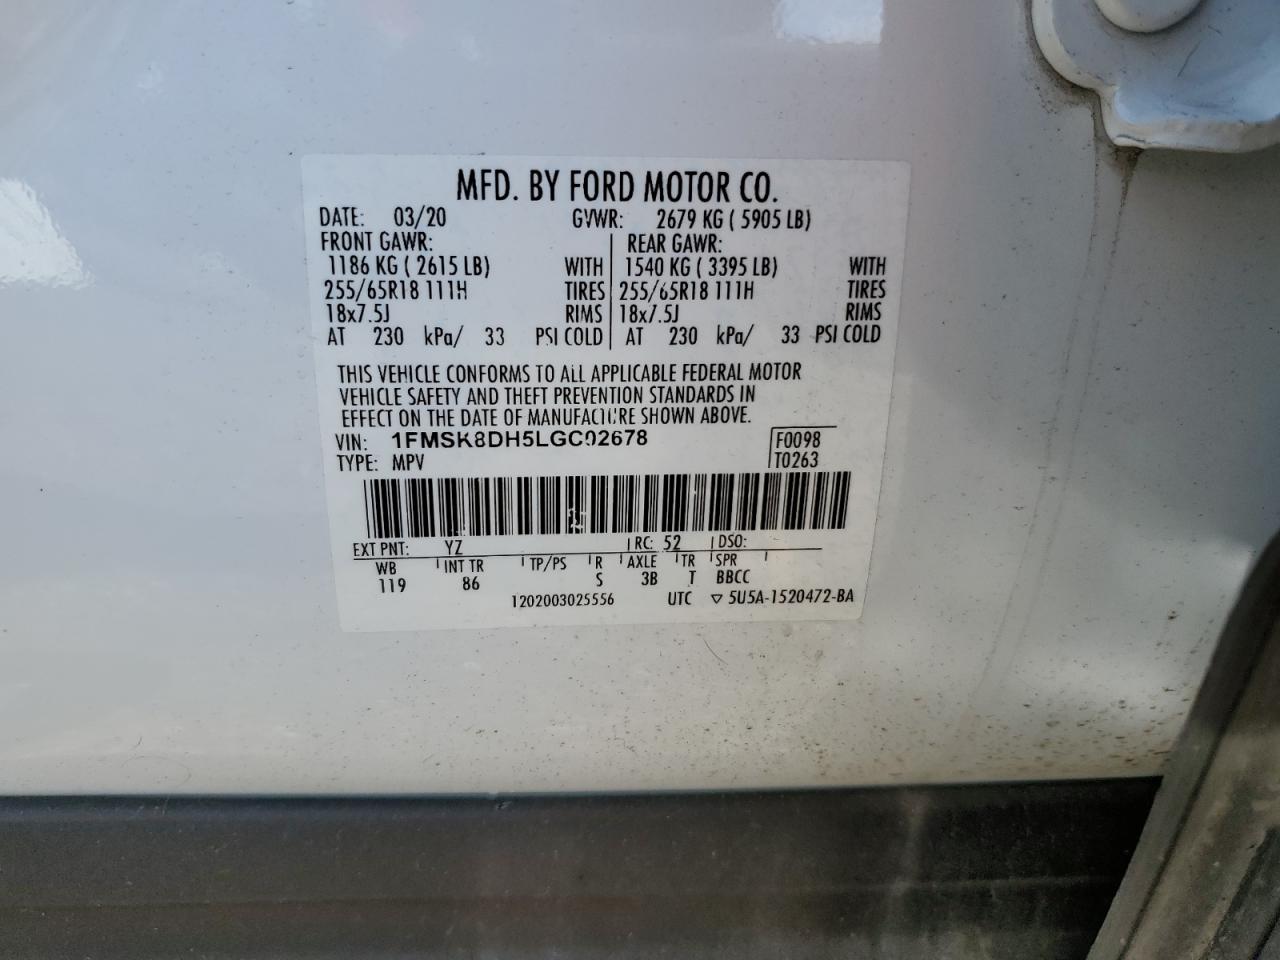 MFD. BY FORD MOTOR CO.
DATE: 03/20 GVWR: 2679 KG ( 5905 LB)
FRONT GAWR: REAR GAWR:
1186 KG ( 2615 LB) WITH 1540 KG ( 3395 LB) WITH
255/65R18 111H TIRES 255/65R18 111H TIRES
18x7.5J RIMS 18x7.5J RIMS
AT 230 kPa/ 33 PSI COLD AT 230 kPa/ 33 PSI COLD
THIS VEHICLE CONFORMS TO ALL APPLICABLE FEDERAL MOTOR
VEHICLE SAFETY AND THEFT PREVENTION STANDARDS IN
EFFECT ON THE DATE OF MANUFACTURE SHOWN ABOVE.
VIN: 1FMSK8DH5LGC02678 F0098
TYPE: MPV T0263
EXT PNT: YZ RC: 52 DSO:
WB INT TR TP/PS R AXLE TR SPR
119 86 S 3B T BBCC
1202003025556 UTC ▽ 5U5A-1520472-BA